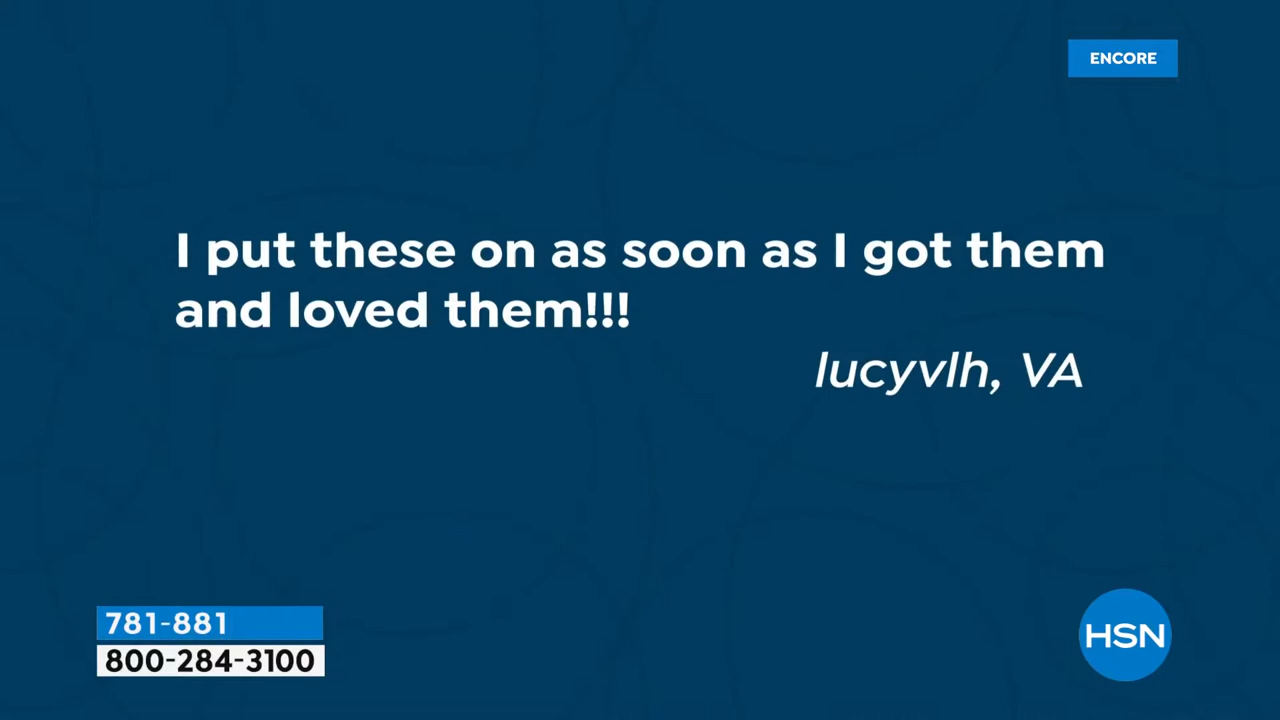 ENCORE
I put these on as soon as I got them
and loved them!!!
lucyvlh, VA
781-881
800-284-3100
HSN